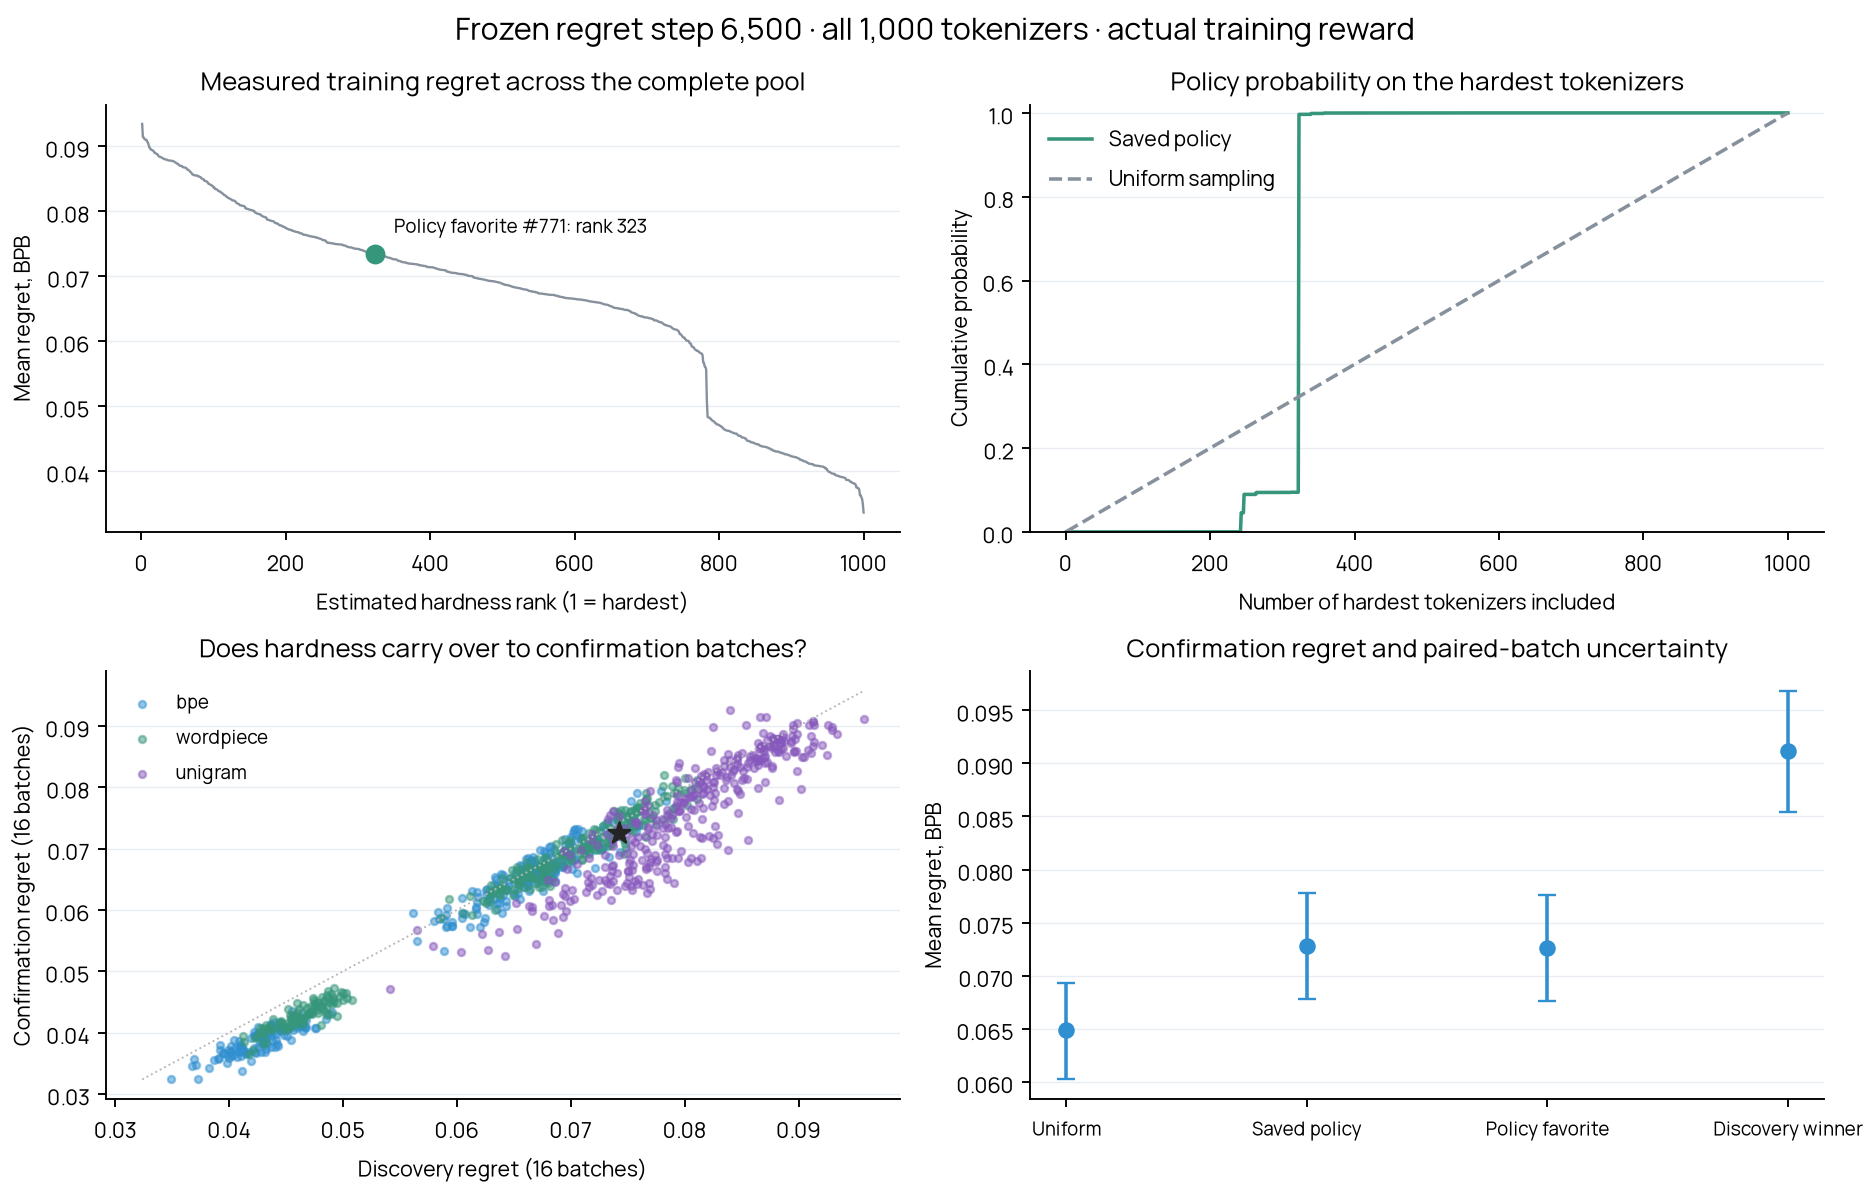 Frozen regret step 6,500 · all 1,000 tokenizers · actual training reward
Measured training regret across the complete pool
Mean regret, BPB
0.09
0.08
0.07
0.06
0.05
0.04
Policy favorite #771: rank 323
0 200 400 600 800 1000
Estimated hardness rank (1 = hardest)
Policy probability on the hardest tokenizers
Cumulative probability
1.0
0.8
0.6
0.4
0.2
0.0
Saved policy
Uniform sampling
0 200 400 600 800 1000
Number of hardest tokenizers included
Does hardness carry over to confirmation batches?
Confirmation regret (16 batches)
0.09
0.08
0.07
0.06
0.05
0.04
0.03
bpe
wordpiece
unigram
0.03 0.04 0.05 0.06 0.07 0.08 0.09
Discovery regret (16 batches)
Confirmation regret and paired-batch uncertainty
Mean regret, BPB
0.095
0.090
0.085
0.080
0.075
0.070
0.065
0.060
Uniform Saved policy Policy favorite Discovery winner